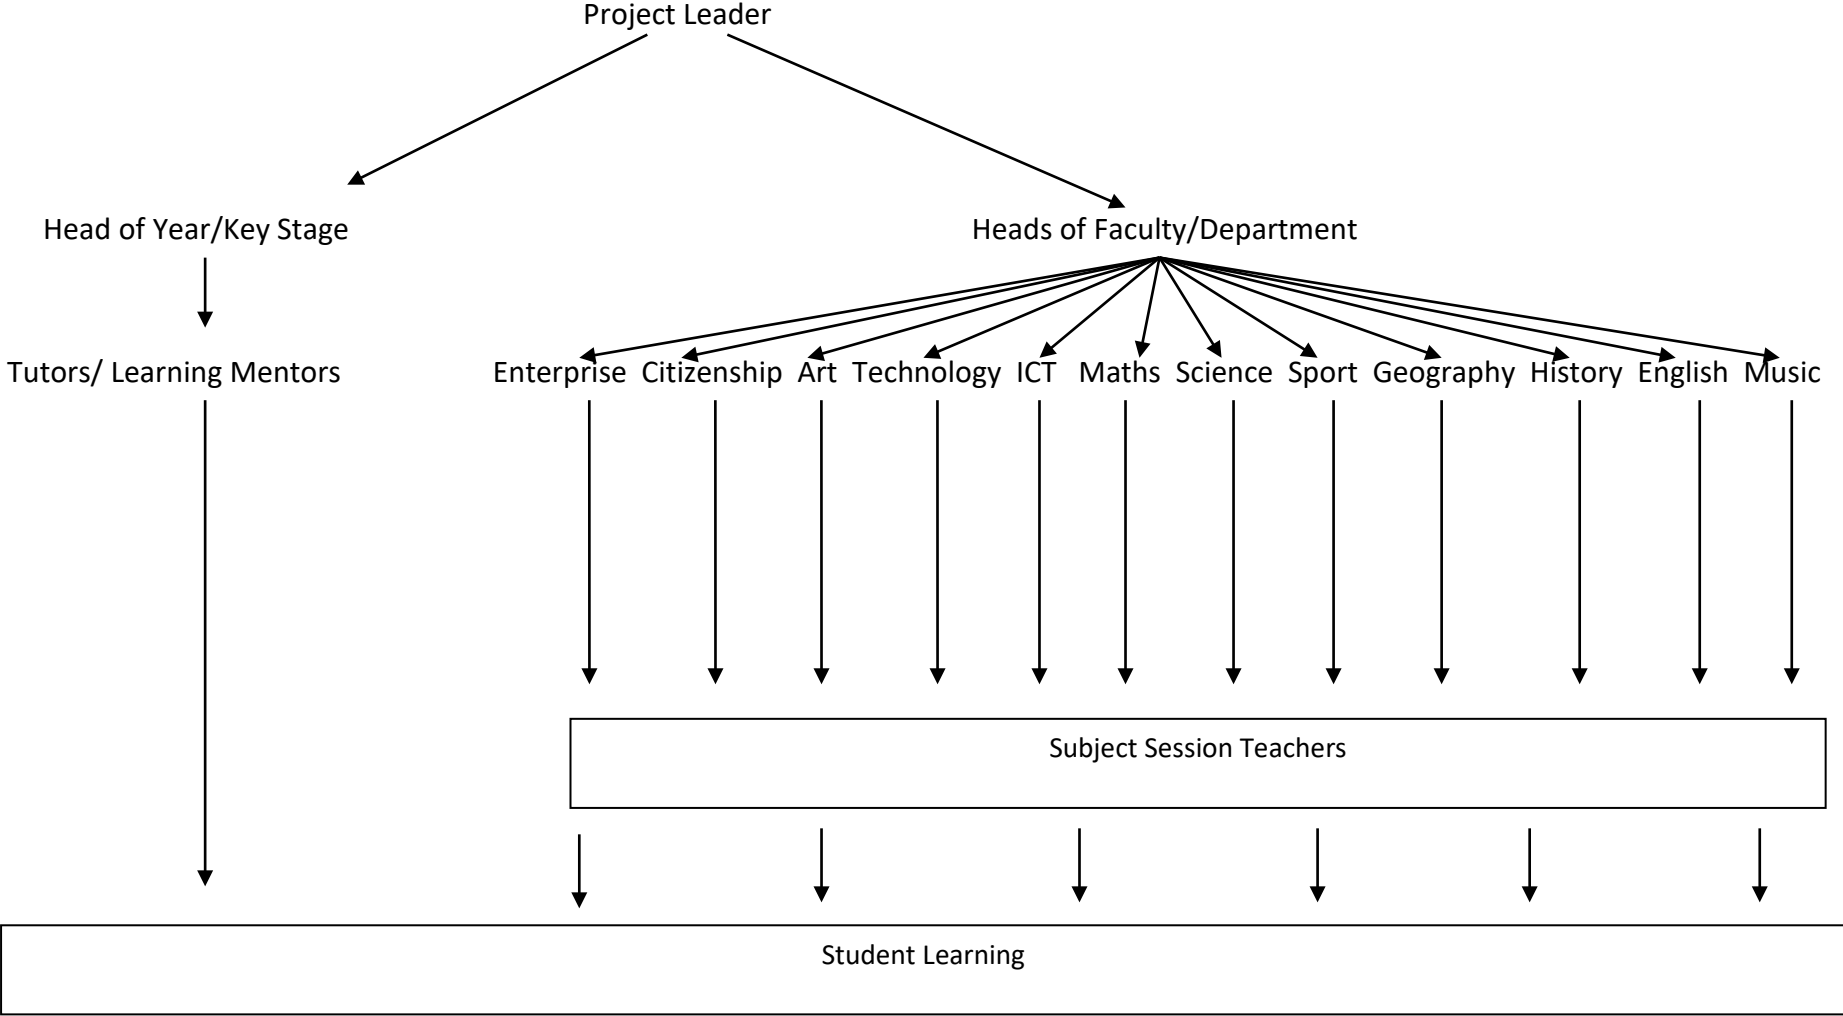 Project Leader
Head of Year/Key Stage Heads of Faculty/Department
Tutors/ Learning Mentors Enterprise Citizenship Art Technology ICT Maths Science Sport Geography History English Music
Subject Session Teachers
Student Learning